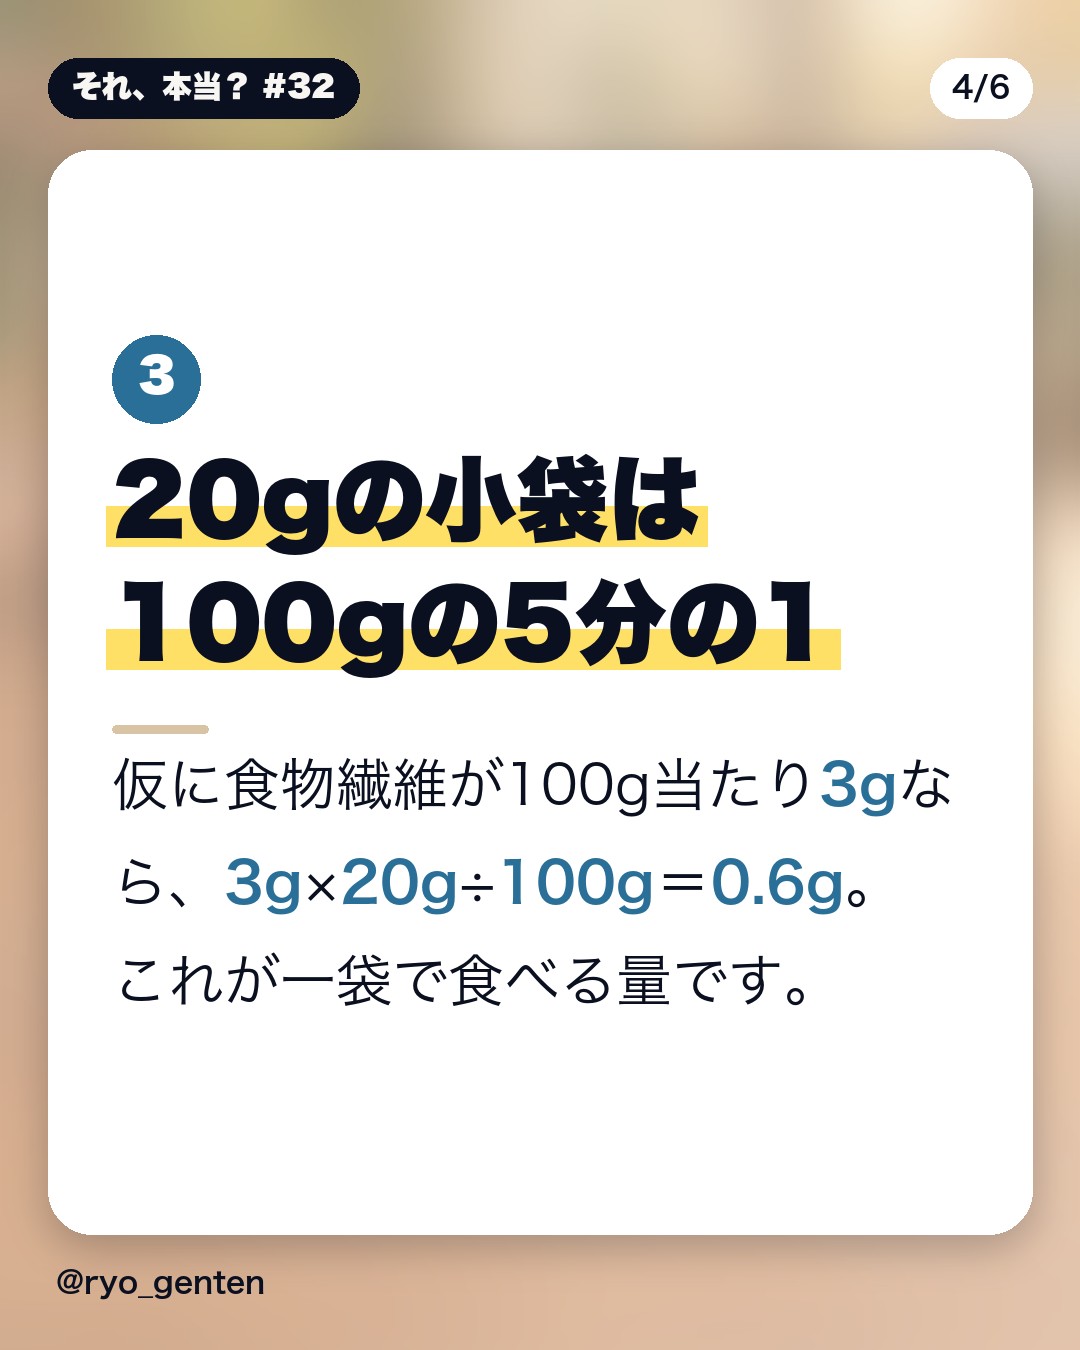 それ、本当？ #32
4/6
3
20gの小袋は
100gの5分の1
仮に食物繊維が100g当たり3gな
ら、3g×20g÷100g＝0.6g。
これが一袋で食べる量です。
@ryo_genten